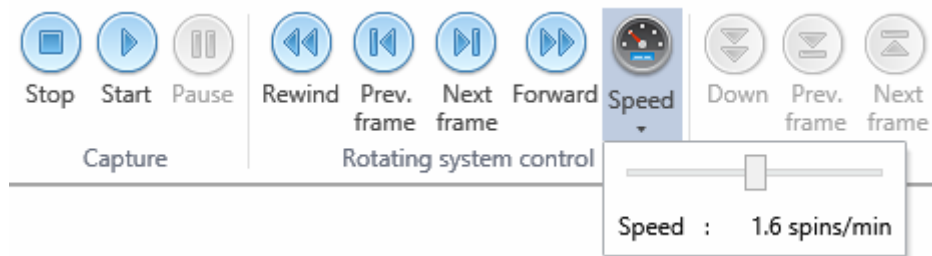 Stop Start Pause Rewind Prev. Next Forward Speed Down Prev. Next
frame frame frame frame
Capture Rotating system control
Speed : 1.6 spins/min